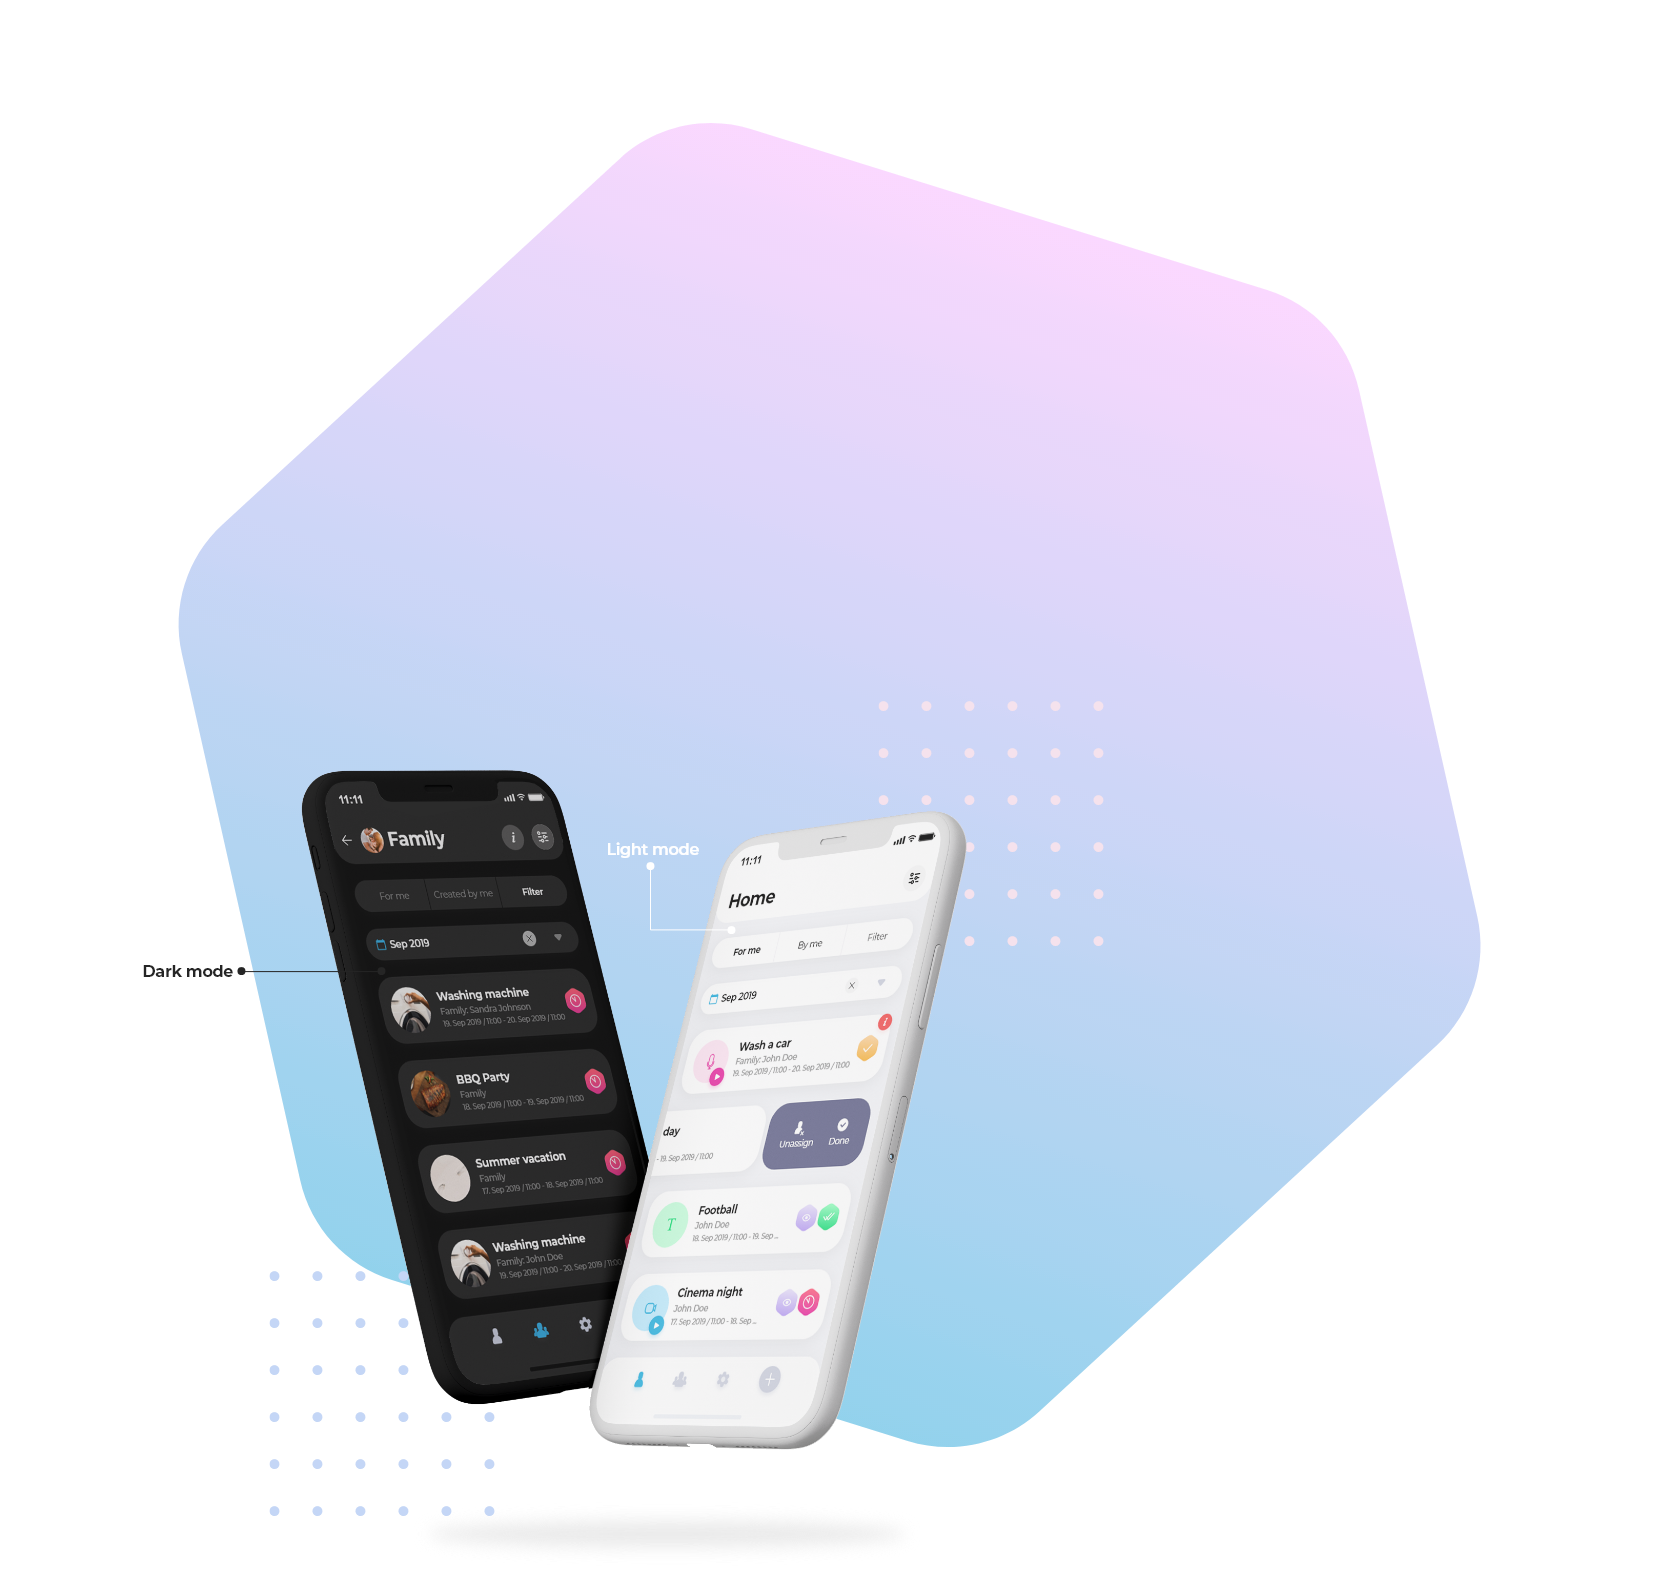 11:11
Family
For me
Created by me
Filter
Sep 2019
Dark mode
Washing machine
Family: Sandra Johnson
19. Sep 2019 / 11:00 - 20. Sep 2019 / 11:00
BBQ Party
Family
18. Sep 2019 / 11:00 - 19. Sep 2019 / 11:00
Summer vacation
Family
17. Sep 2019 / 11:00 - 18. Sep 2019 / 11:00
Washing machine
Family: John Doe
19. Sep 2019 / 11:00 - 20. Sep 2019 / 11:00
Light mode
11:11
Home
For me
By me
Filter
Sep 2019
Wash a car
Family: John Doe
19. Sep 2019 / 11:00 - 20. Sep 2019 / 11:00
day
- 19. Sep 2019 / 11:00
Unassign
Done
T
Football
John Doe
18. Sep 2019 / 11:00 - 19. Sep ...
Cinema night
John Doe
17. Sep 2019 / 11:00 - 18. Sep ...